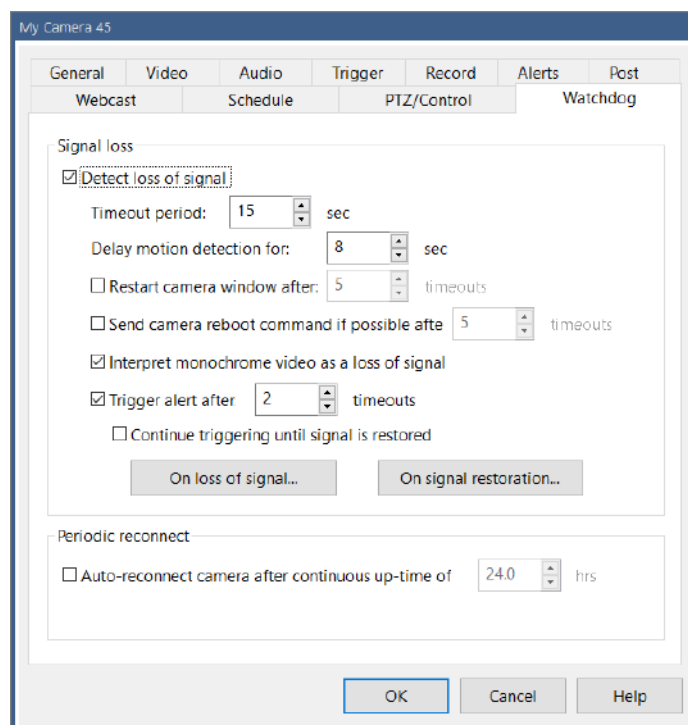 My Camera 45
General Video Audio Trigger Record Alerts Post
Webcast Schedule PTZ/Control Watchdog
Signal loss
Detect loss of signal
Timeout period: 15 sec
Delay motion detection for: 8 sec
Restart camera window after: 5 timeouts
Send camera reboot command if possible afte 5 timeouts
Interpret monochrome video as a loss of signal
Trigger alert after 2 timeouts
Continue triggering until signal is restored
On loss of signal... On signal restoration...
Periodic reconnect
Auto-reconnect camera after continuous up-time of 24.0 hrs
OK Cancel Help